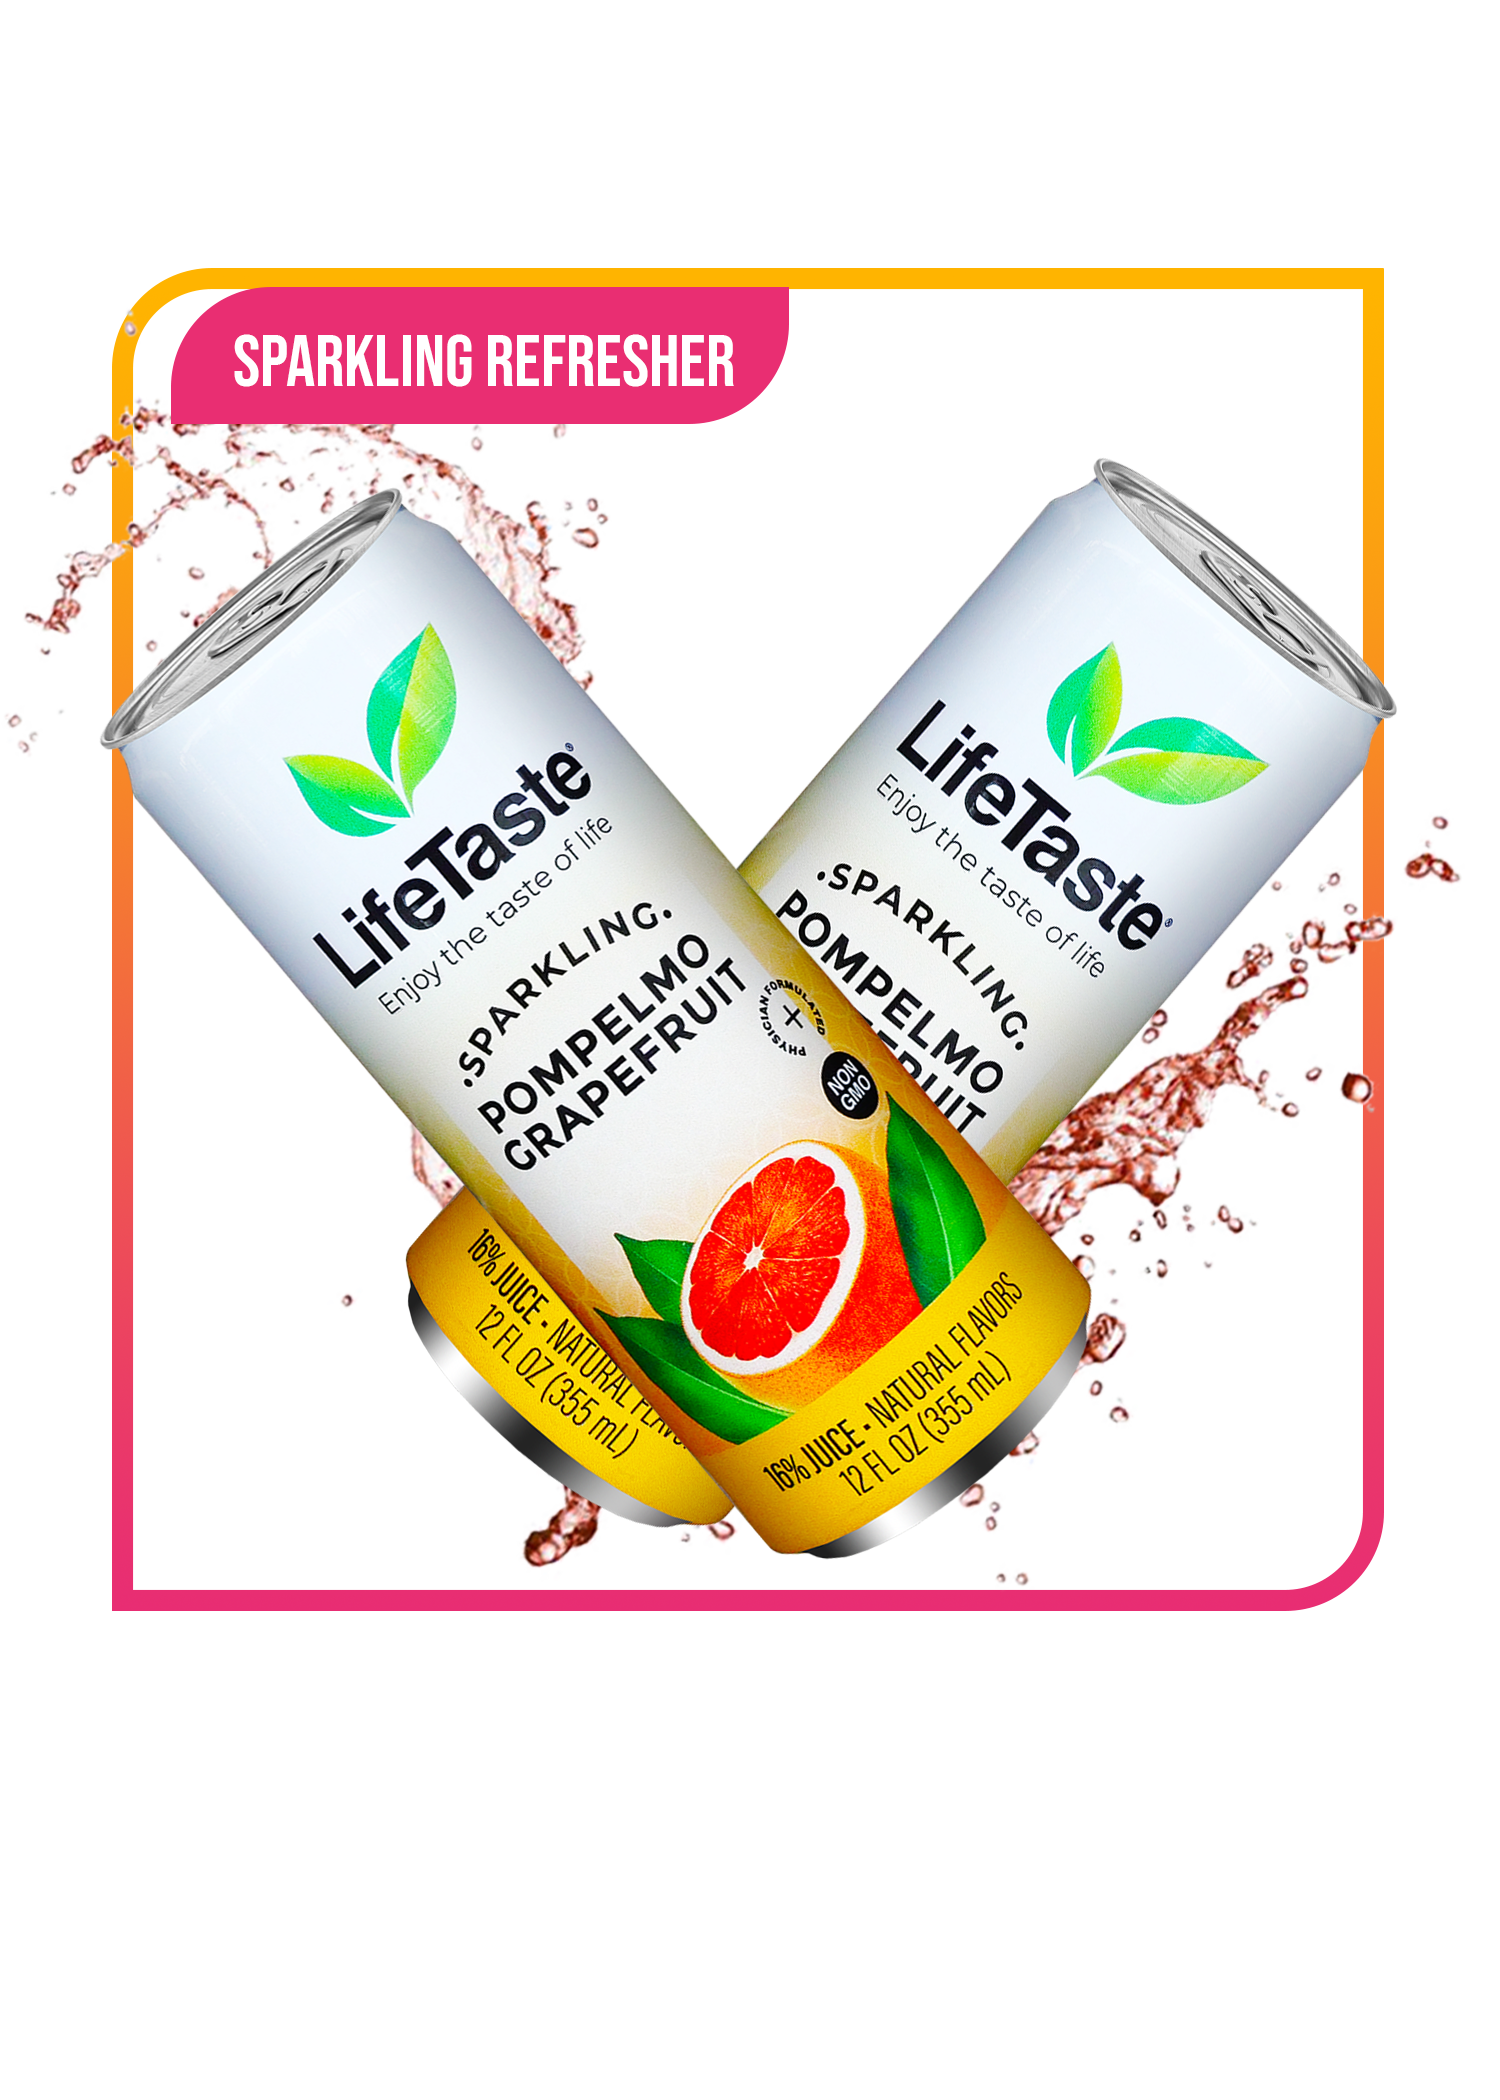 SPARKLING REFRESHER
LifeTaste®
Enjoy the taste of life
.SPARKLING.
POMPELMO
GRAPEFRUIT
PHYSICIAN FORMULATED
NON
GMO
16% JUICE - NATURAL FLAVORS
12 FL OZ (355 mL)
LifeTaste®
Enjoy the taste of life
.SPARKLING.
POMPELMO
16% JUICE - NATURAL
12 FL OZ (355 mL)